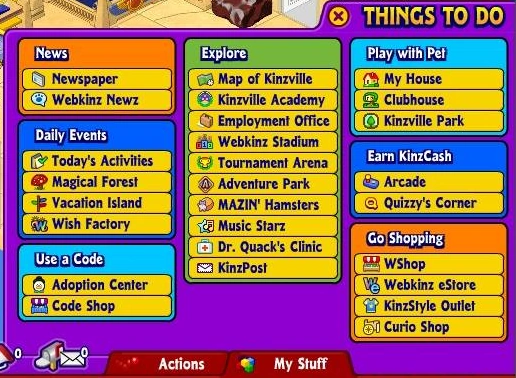 THINGS TO DO
News
Newspaper
Webkinz Newz
Daily Events
Today's Activities
Magical Forest
Vacation Island
Wish Factory
Use a Code
Adoption Center
Code Shop
Explore
Map of Kinzville
Kinzville Academy
Employment Office
Webkinz Stadium
Tournament Arena
Adventure Park
MAZIN' Hamsters
Music Starz
Dr. Quack's Clinic
KinzPost
Play with Pet
My House
Clubhouse
Kinzville Park
Earn KinzCash
Arcade
Quizzy's Corner
Go Shopping
WShop
Webkinz eStore
KinzStyle Outlet
Curio Shop
0
0
Actions
My Stuff